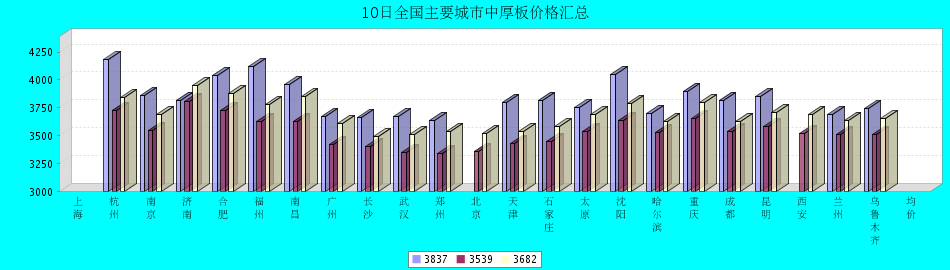 10日全国主要城市中厚板价格汇总
4250
4000
3750
3500
3250
3000
上海 杭州 南京 济南 合肥 福州 南昌 广州 长沙 武汉 郑州 北京 天津 石家庄 太原 沈阳 哈尔滨 重庆 成都 昆明 西安 兰州 乌鲁木齐 均价
3837 3539 3682